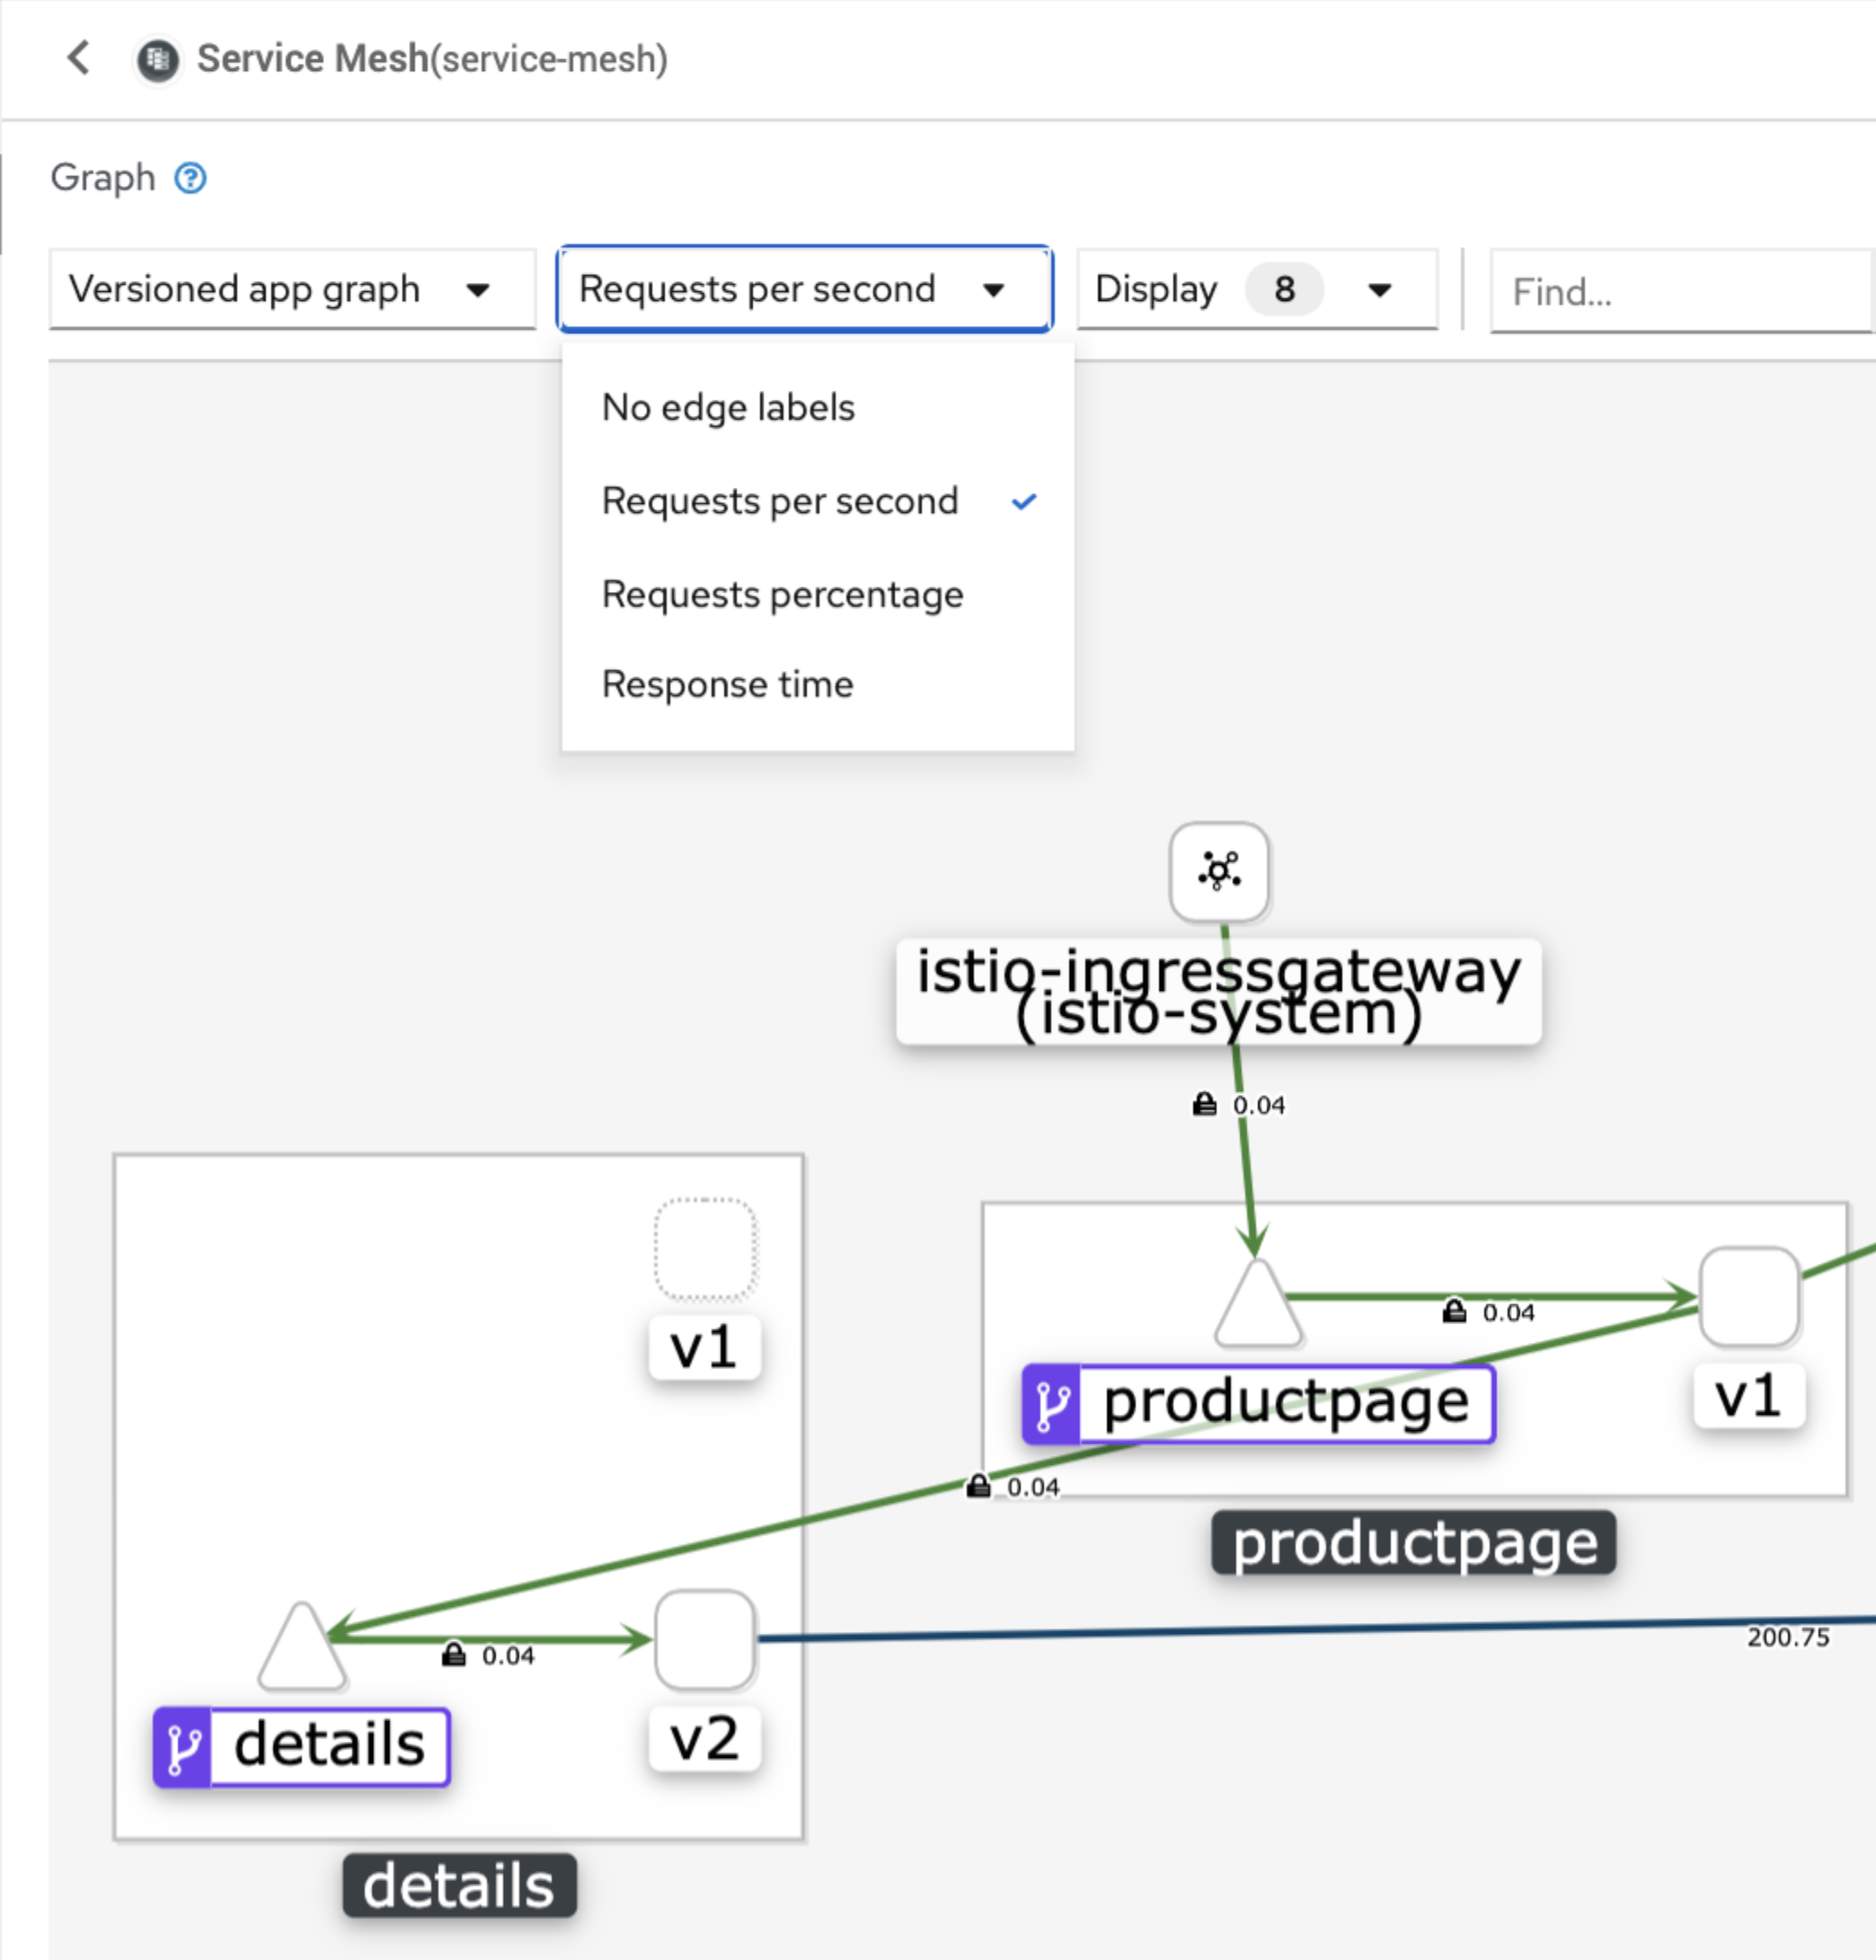 Service Mesh(service-mesh)
Graph
Versioned app graph
Requests per second
Display 8
Find...
No edge labels
Requests per second
Requests percentage
Response time
istio-ingressgateway
(istio-system)
0.04
v1
0.04
productpage
v1
0.04
productpage
0.04
200.75
details
v2
details